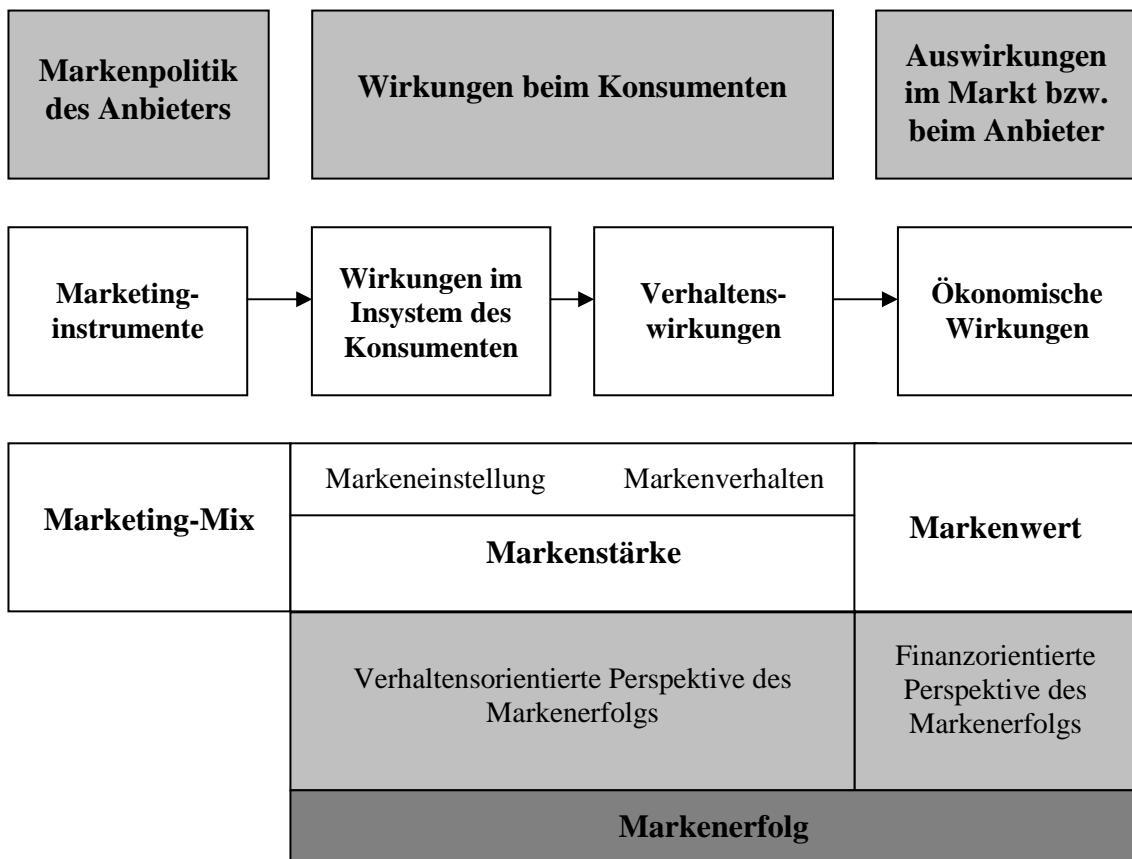 Markenpolitik
des Anbieters
Wirkungen beim Konsumenten
Auswirkungen
im Markt bzw.
beim Anbieter
Marketing-
instrumente
Wirkungen im
Insystem des
Konsumenten
Verhaltens-
wirkungen
Ökonomische
Wirkungen
Marketing-Mix
Markeneinstellung
Markenverhalten
Markenstärke
Markenwert
Verhaltensorientierte Perspektive des
Markenerfolgs
Finanzorientierte
Perspektive des
Markenerfolgs
Markenerfolg